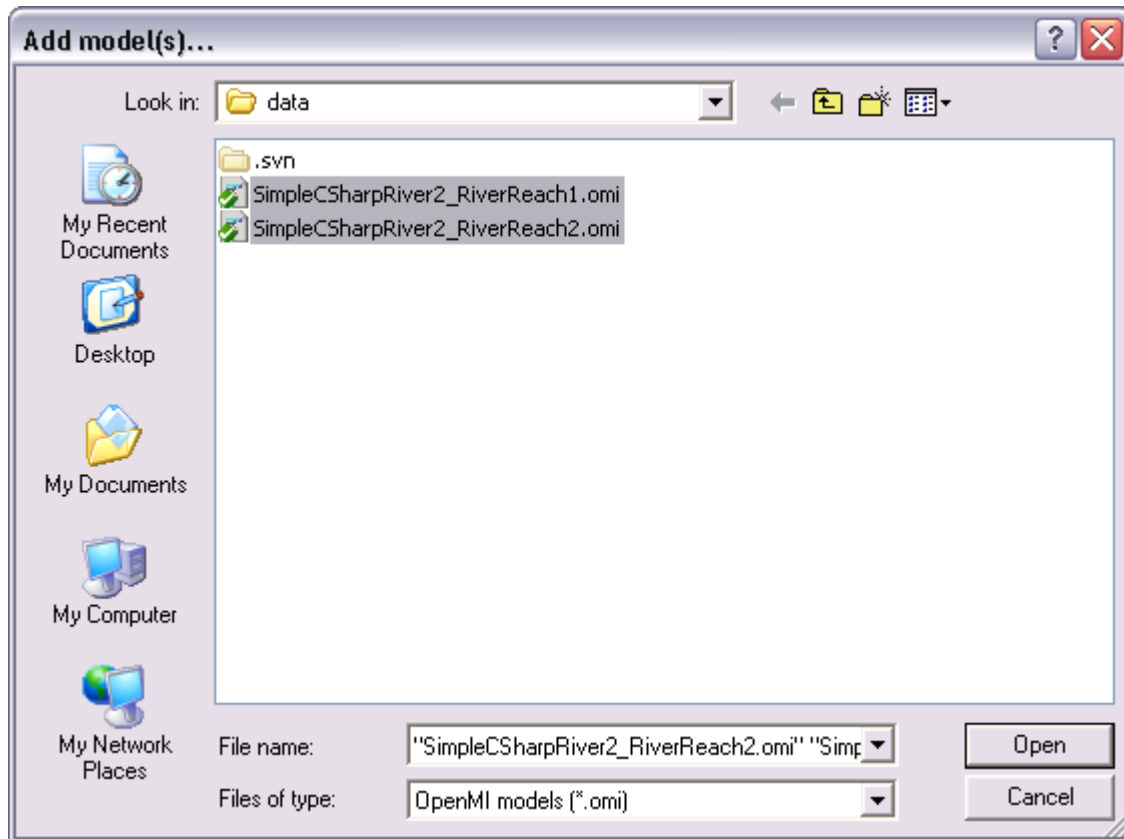 Add model(s)...
Look in:
data
.svn
SimpleCSharpRiver2_RiverReach1.omi
SimpleCSharpRiver2_RiverReach2.omi
My Recent
Documents
Desktop
My Documents
My Computer
My Network
Places
File name:
"SimpleCSharpRiver2_RiverReach2.omi" "Simp
Open
Files of type:
OpenMI models (*.omi)
Cancel